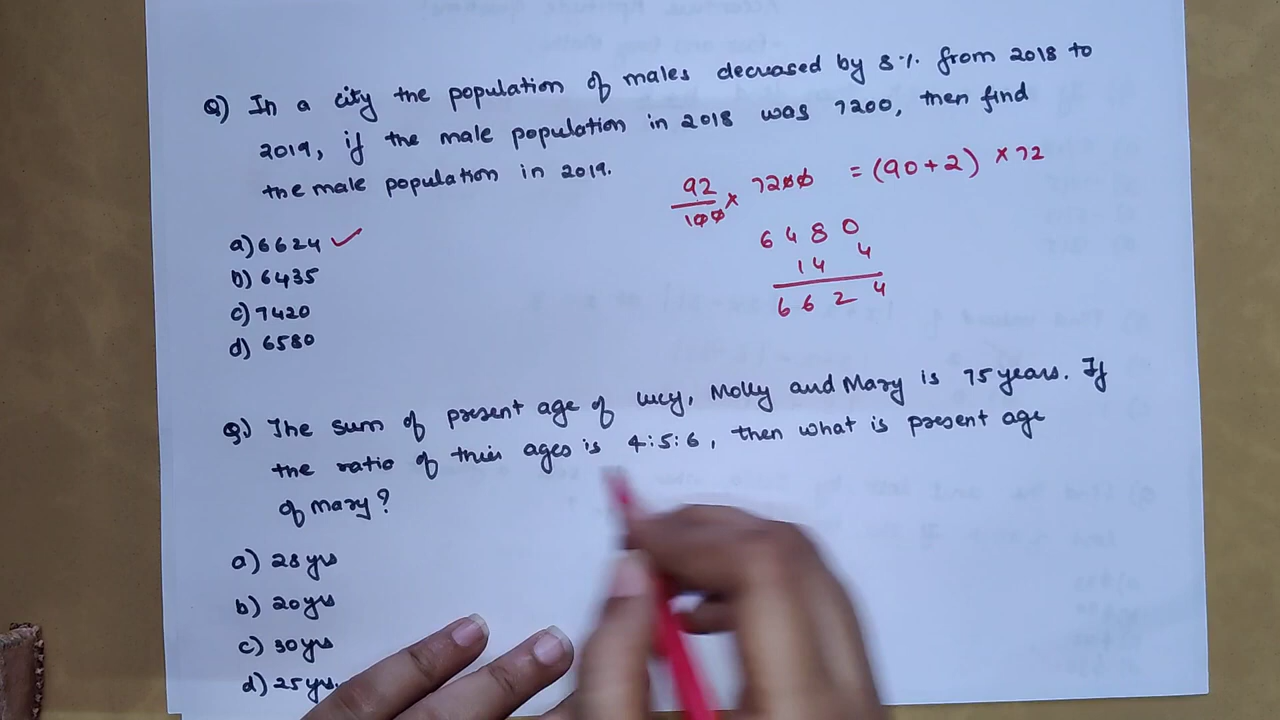 Q) In a city the population of males decreased by 8%. from 2018 to
2019, if the male population in 2018 was 7200, then find
the male population in 2019.
92/100 × 7200 = (90+2) × 72
6480
144
6624
a) 6624 ✓
b) 6435
c) 7420
d) 6580
Q) The sum of present age of Lucy, Molly and Mary is 75 years. If
the ratio of their ages is 4:5:6, then what is present age
of mary?
a) 28 yrs
b) 20 yrs
c) 30 yrs
d) 25 yrs.